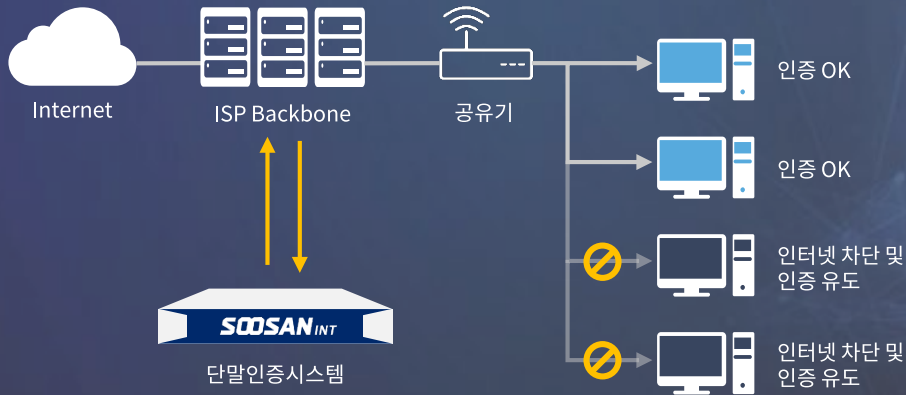 Internet
ISP Backbone
공유기
인증 OK
인증 OK
인터넷 차단 및
인증 유도
인터넷 차단 및
인증 유도
SOOSAN INT
단말인증시스템